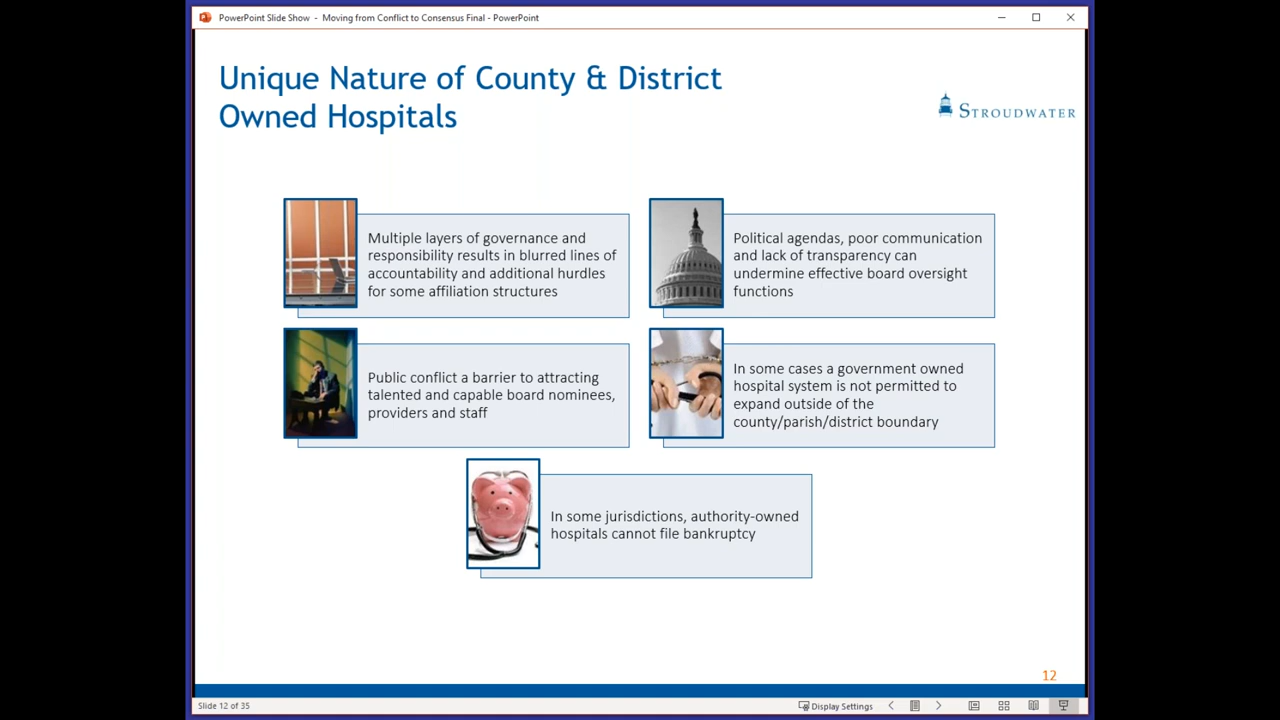 PowerPoint Slide Show - Moving from Conflict to Consensus Final - PowerPoint
Unique Nature of County & District
Owned Hospitals
STROUDWATER
Multiple layers of governance and
responsibility results in blurred lines of
accountability and additional hurdles
for some affiliation structures
Political agendas, poor communication
and lack of transparency can
undermine effective board oversight
functions
Public conflict a barrier to attracting
talented and capable board nominees,
providers and staff
In some cases a government owned
hospital system is not permitted to
expand outside of the
county/parish/district boundary
In some jurisdictions, authority-owned
hospitals cannot file bankruptcy
12
Slide 12 of 35
Display Settings